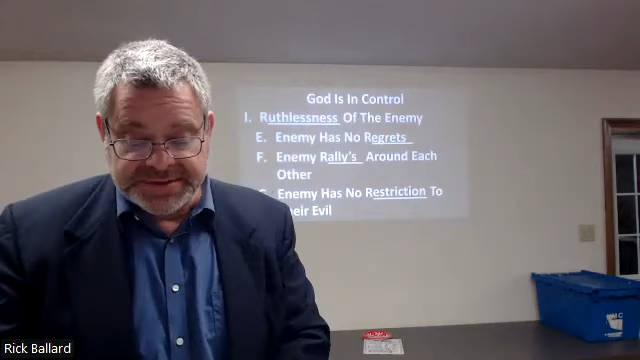 God Is In Control
I. Ruthlessness Of The Enemy
E. Enemy Has No Regrets
F. Enemy Rally's Around Each
Other
Enemy Has No Restriction To
Evil
Rick Ballard